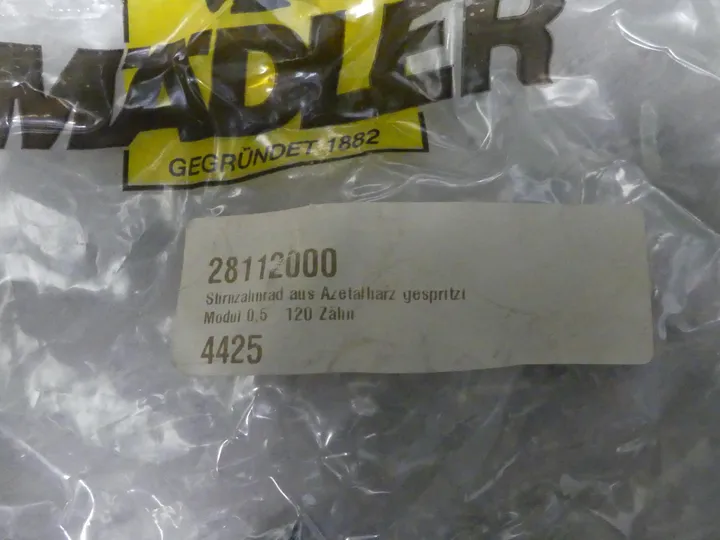 MÄDLER
GEGRÜNDET 1882
28112000
Stirnzahnrad aus Azetalharz gespritzt
Modul 0,5 120 Zähn
4425